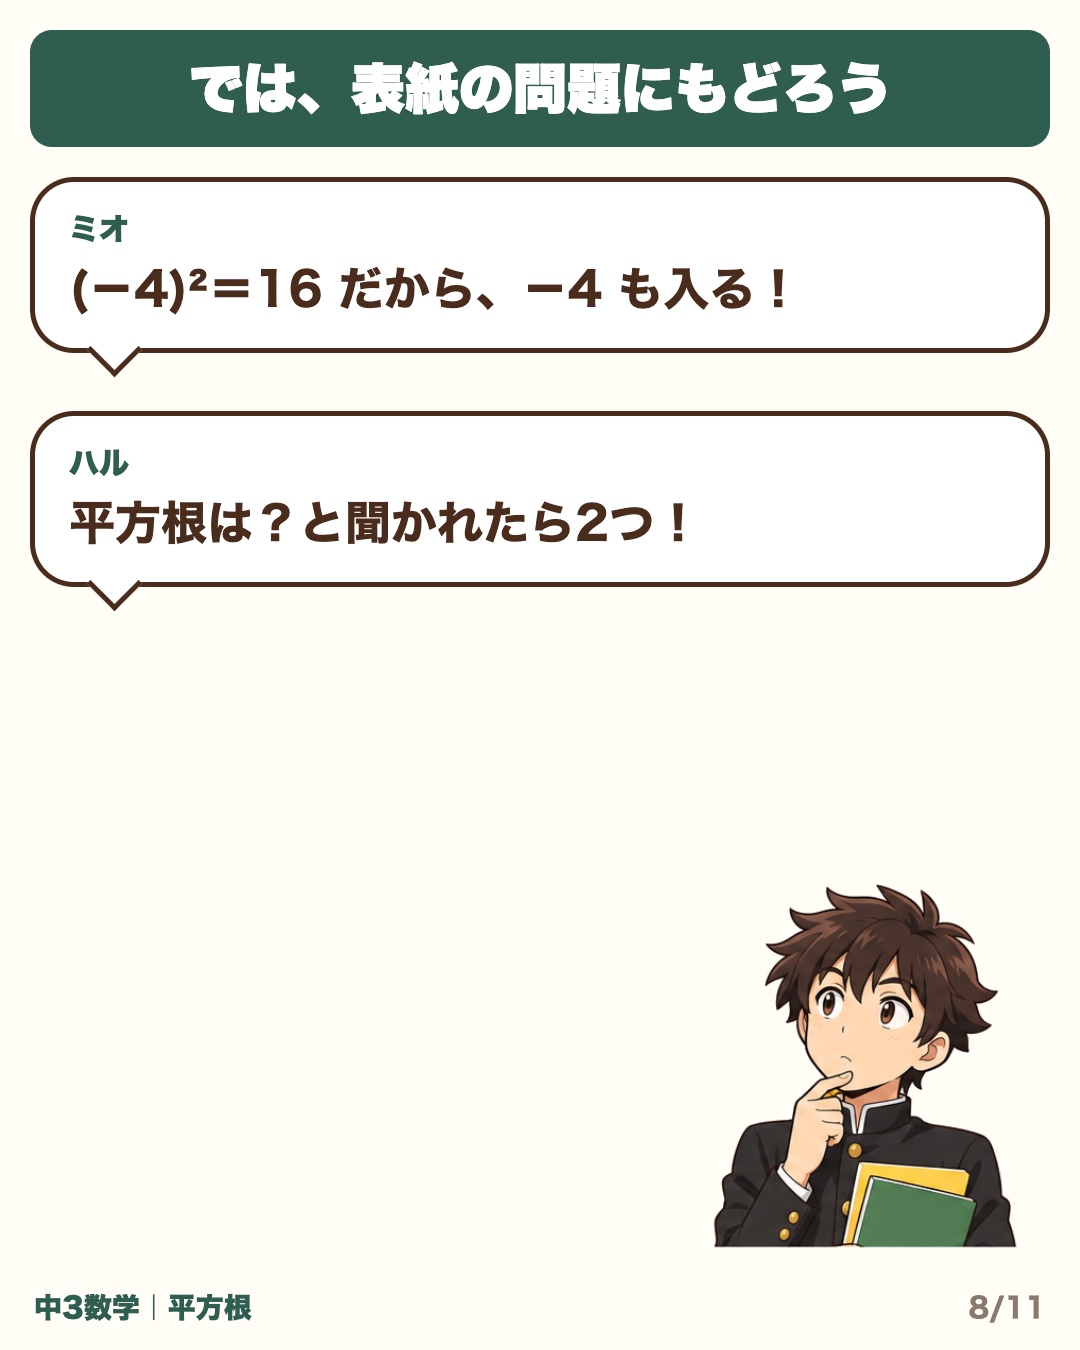 では、表紙の問題にもどろう
ミオ
(−4)²＝16 だから、−4 も入る！
ハル
平方根は？と聞かれたら2つ！
中3数学｜平方根
8/11